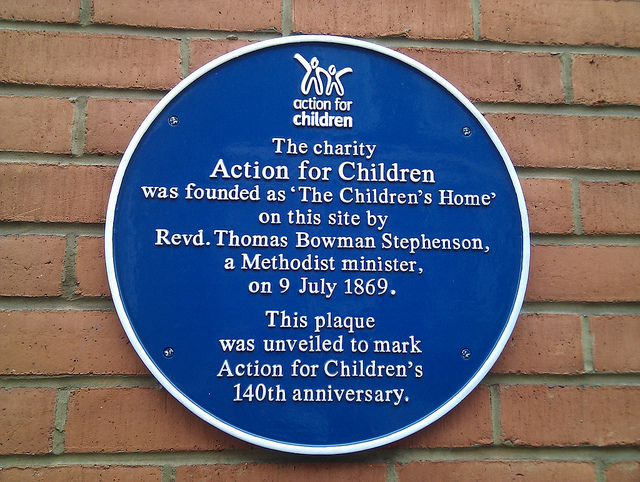 action for
children
The charity
Action for Children
was founded as ‘The Children’s Home’
on this site by
Revd. Thomas Bowman Stephenson,
a Methodist minister,
on 9 July 1869.
This plaque
was unveiled to mark
Action for Children’s
140th anniversary.